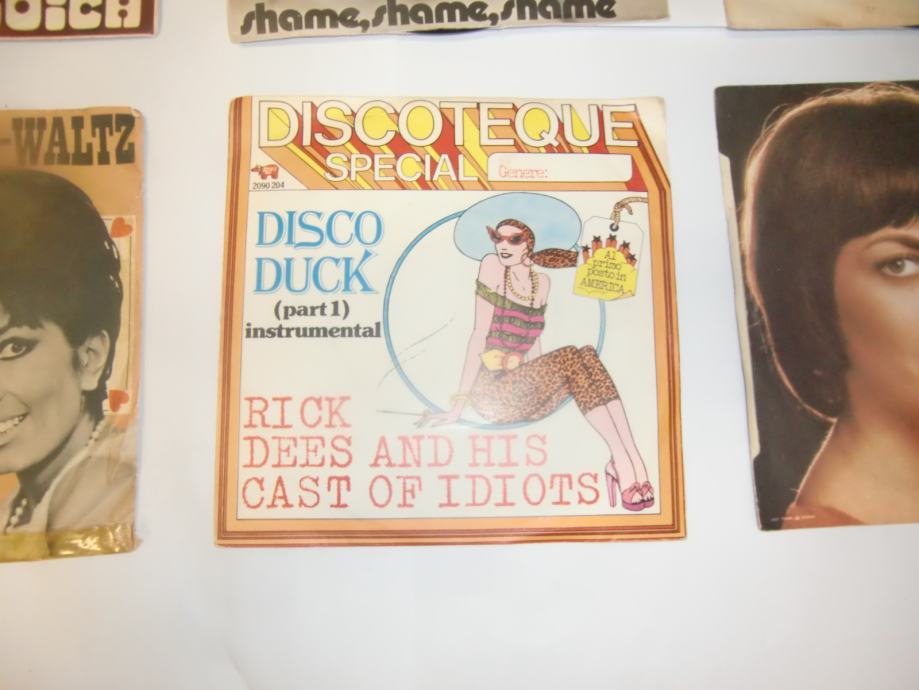 shame,shame,shame
-WALTZ
DISCOTEQUE
SPECIAL
Genere:
2090 204
DISCO
DUCK
(part 1)
instrumental
Al
primo
posto in
AMERICA
RICK
DEES AND HIS
CAST OF IDIOTS